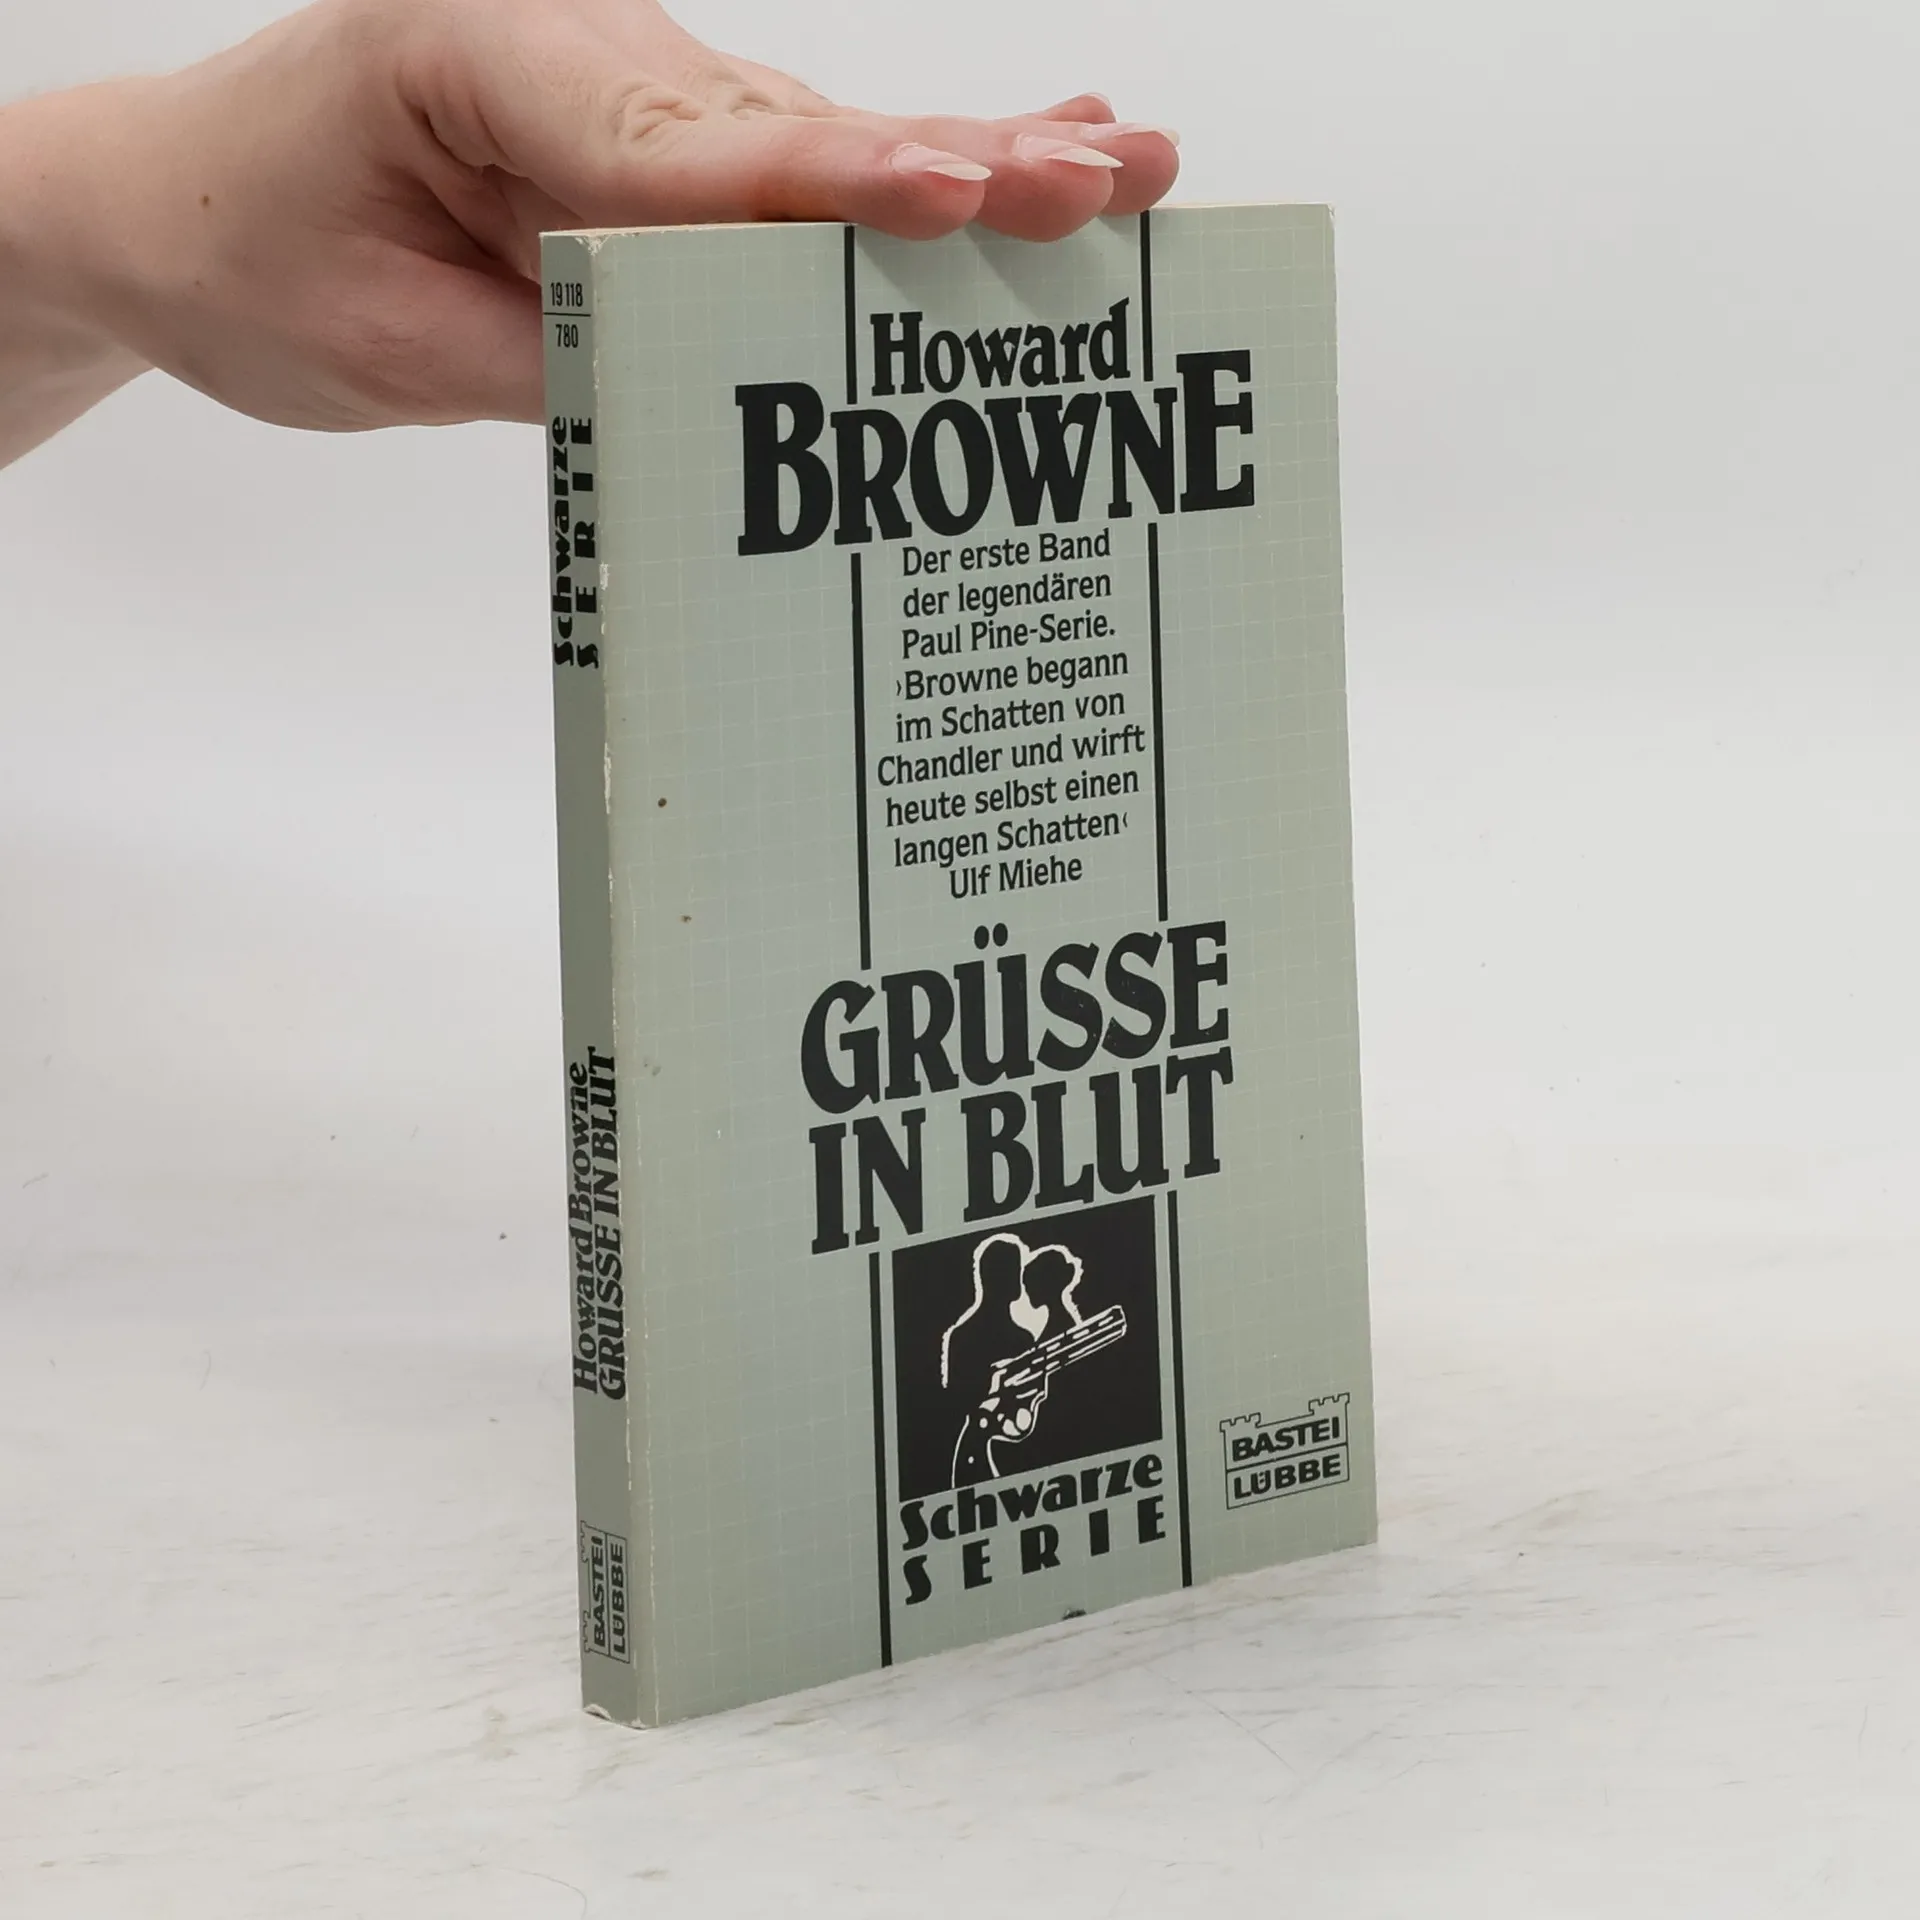 19118
780
Schwarze
SERIE
Howard Browne
GRÜSSE IN BLUT
BASTEI
LÜBBE
Howard
BROWNE
Der erste Band
der legendären
Paul Pine-Serie.
›Browne begann
im Schatten von
Chandler und wirft
heute selbst einen
langen Schatten‹
Ulf Miehe
GRÜSSE
IN BLUT
Schwarze
SERIE
BASTEI
LÜBBE